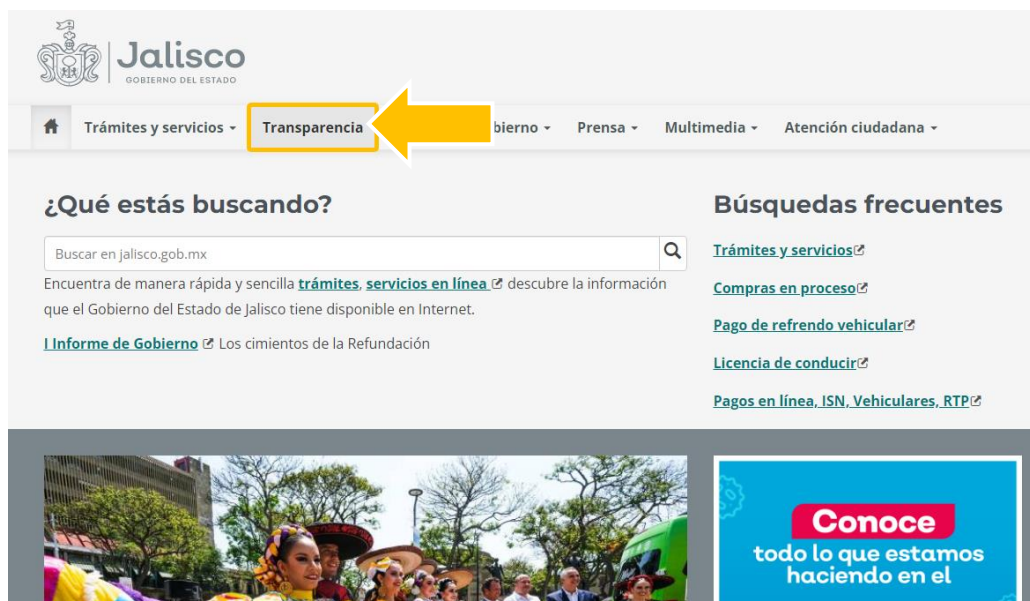 Jalisco
GOBIERNO DEL ESTADO
Trámites y servicios Transparencia bierno Prensa Multimedia Atención ciudadana
¿Qué estás buscando?
Buscar en jalisco.gob.mx
Encuentra de manera rápida y sencilla trámites, servicios en línea descubre la información
que el Gobierno del Estado de Jalisco tiene disponible en Internet.
I Informe de Gobierno Los cimientos de la Refundación
Búsquedas frecuentes
Trámites y servicios
Compras en proceso
Pago de refrendo vehicular
Licencia de conducir
Pagos en línea, ISN, Vehiculares, RTP
Conoce
todo lo que estamos
haciendo en el